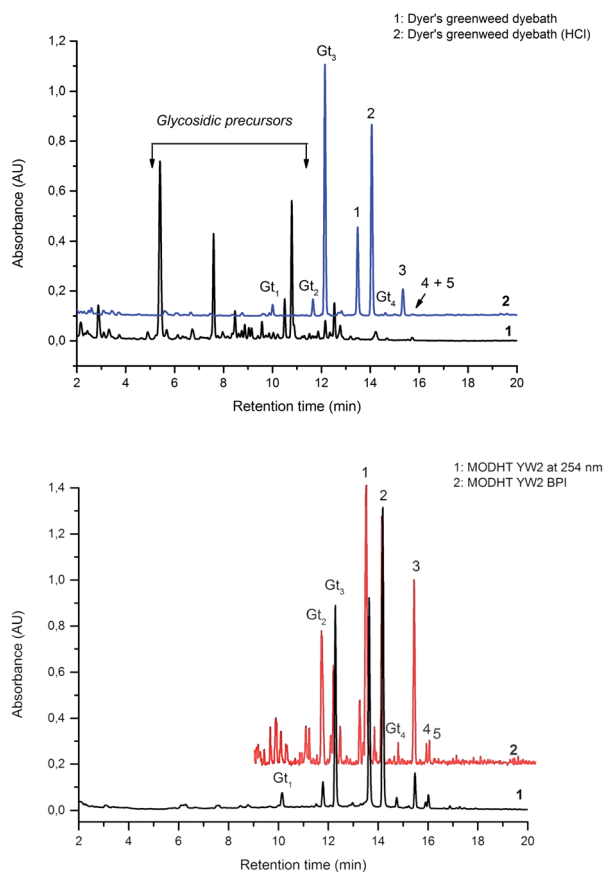 1: Dyer's greenweed dyebath
2: Dyer's greenweed dyebath (HCl)
Absorbance (AU)
1,2
1,0
0,8
0,6
0,4
0,2
0,0
Glycosidic precursors
Gt1
Gt2
Gt3
1
2
Gt4
3
4 + 5
2
1
2 4 6 8 10 12 14 16 18 20
Retention time (min)
1: MODHT YW2 at 254 nm
2: MODHT YW2 BPI
Absorbance (AU)
1,4
1,2
1,0
0,8
0,6
0,4
0,2
0,0
Gt1
Gt2
Gt3
1
2
Gt4
3
4 5
2
1
2 4 6 8 10 12 14 16 18 20
Retention time (min)